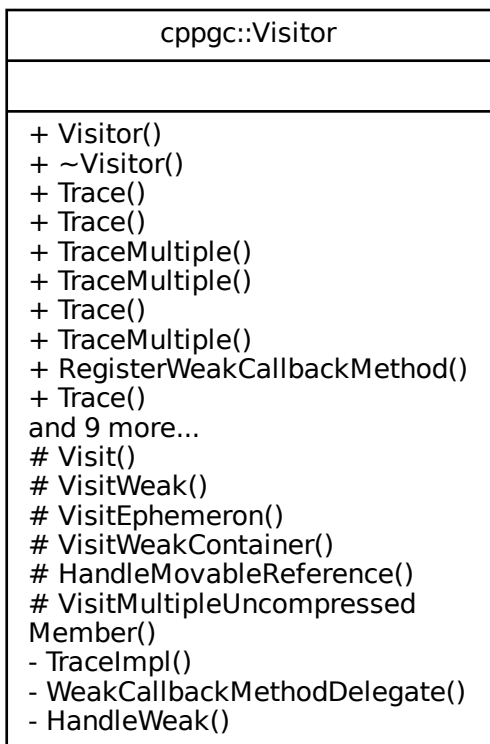 cppgc::Visitor
+ Visitor()
+ ~Visitor()
+ Trace()
+ Trace()
+ TraceMultiple()
+ TraceMultiple()
+ Trace()
+ TraceMultiple()
+ RegisterWeakCallbackMethod()
+ Trace()
and 9 more...
# Visit()
# VisitWeak()
# VisitEphemeron()
# VisitWeakContainer()
# HandleMovableReference()
# VisitMultipleUncompressed
Member()
- TraceImpl()
- WeakCallbackMethodDelegate()
- HandleWeak()